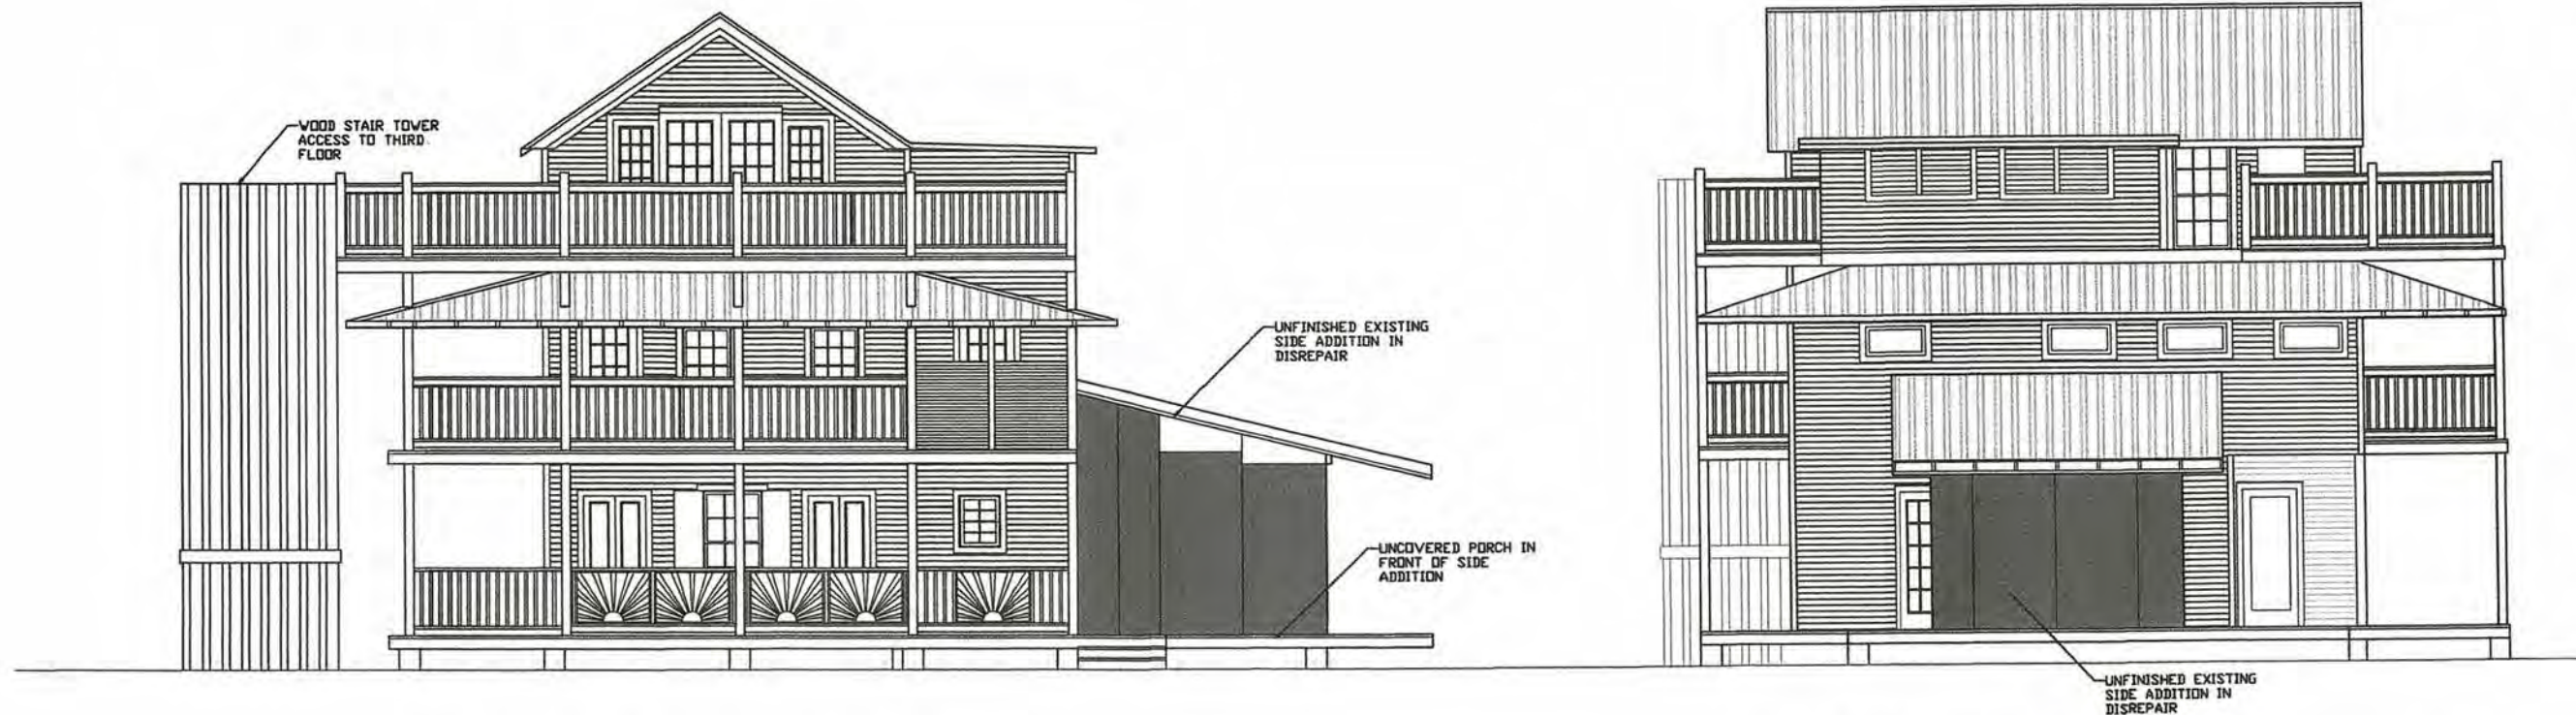 WOOD STAIR TOWER
ACCESS TO THIRD
FLOOR
UNFINISHED EXISTING
SIDE ADDITION IN
DISREPAIR
UNCOVERED PORCH IN
FRONT OF SIDE
ADDITION
UNFINISHED EXISTING
SIDE ADDITION IN
DISREPAIR